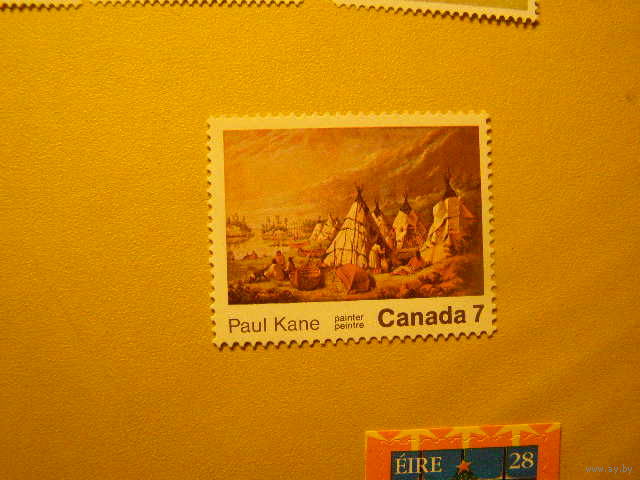 Paul Kane
painter
peintre
Canada 7
ÉIRE 28
www.ay.by